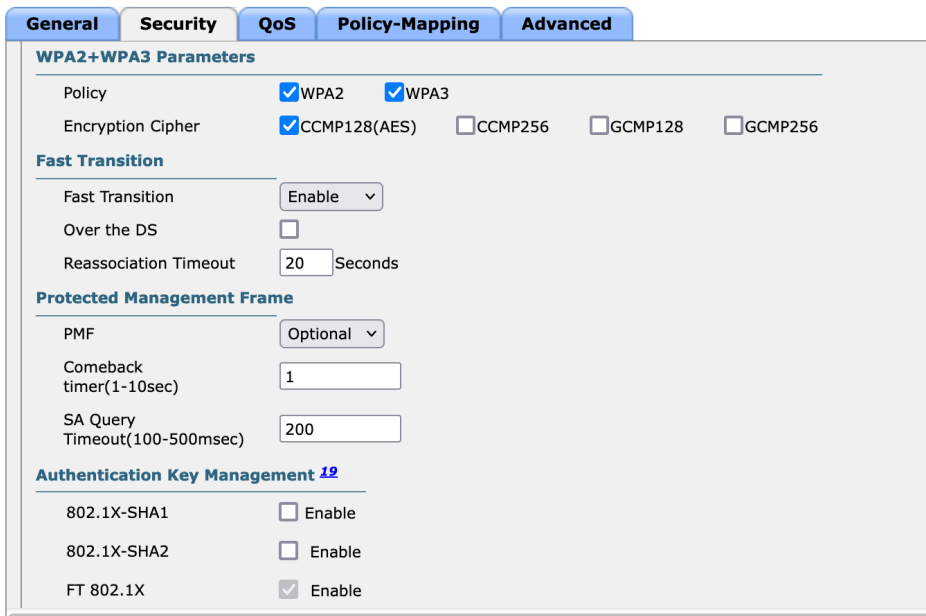 General Security QoS Policy-Mapping Advanced
WPA2+WPA3 Parameters
Policy WPA2 WPA3
Encryption Cipher CCMP128(AES) CCMP256 GCMP128 GCMP256
Fast Transition
Fast Transition Enable
Over the DS
Reassociation Timeout 20 Seconds
Protected Management Frame
PMF Optional
Comeback
timer(1-10sec) 1
SA Query
Timeout(100-500msec) 200
Authentication Key Management 19
802.1X-SHA1 Enable
802.1X-SHA2 Enable
FT 802.1X Enable